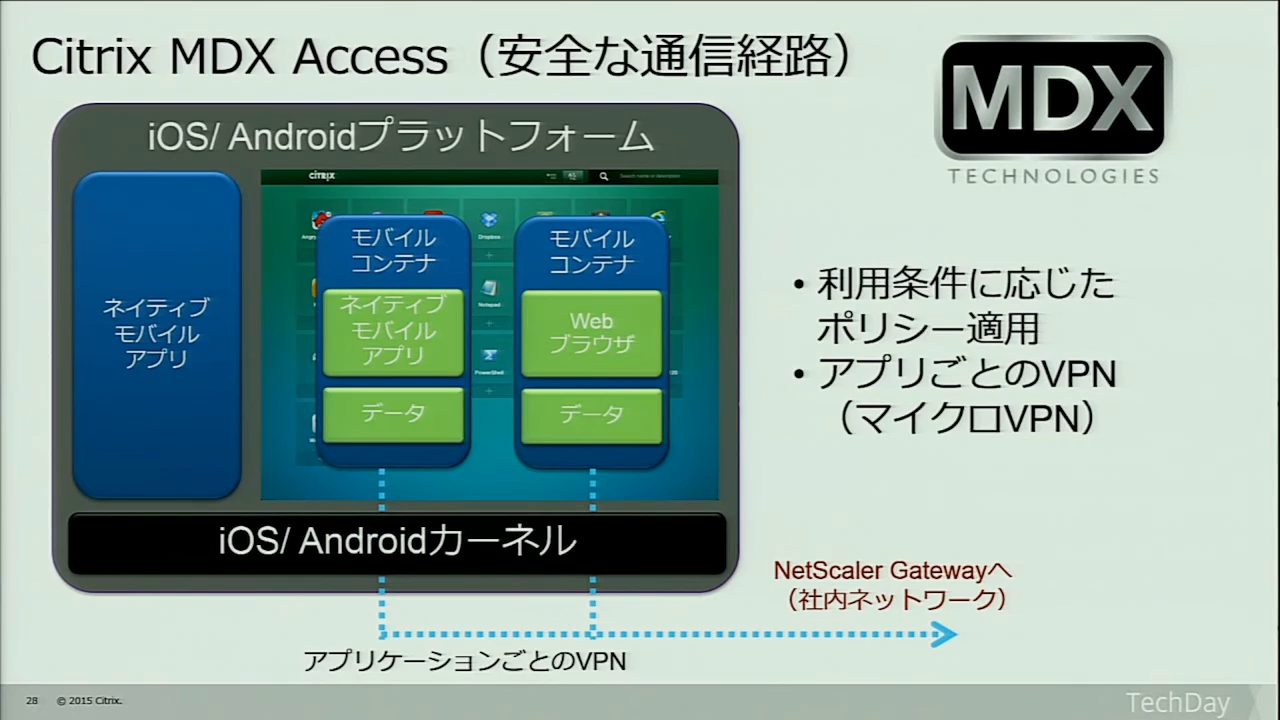 Citrix MDX Access（安全な通信経路）
MDX
TECHNOLOGIES
iOS/ Androidプラットフォーム
CITRIX
Search name or description
ネイティブ
モバイル
アプリ
モバイル
コンテナ
ネイティブ
モバイル
アプリ
データ
Dropbox
Notepad
PowerShell
モバイル
コンテナ
Web
ブラウザ
データ
iOS/ Androidカーネル
• 利用条件に応じた
ポリシー適用
• アプリごとのVPN
（マイクロVPN）
NetScaler Gatewayへ
（社内ネットワーク）
アプリケーションごとのVPN
28 © 2015 Citrix.
TechDay